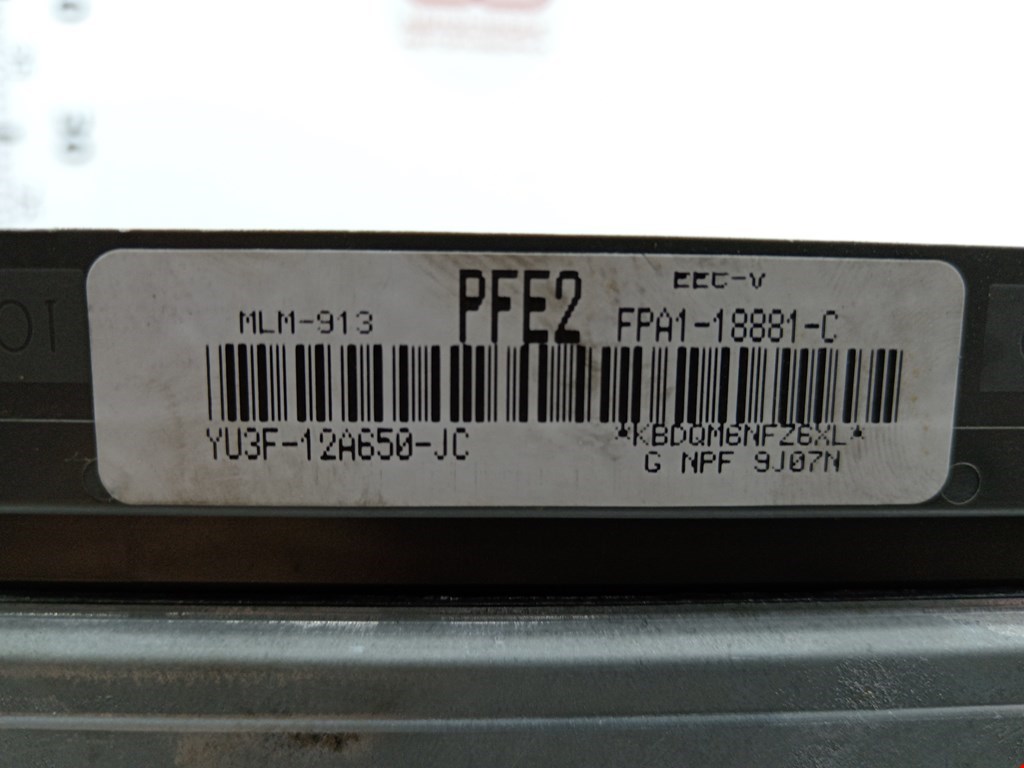 PFE2
EEC-V
MLM-913
FPA1-18881-C
YU3F-12A650-JC
*KBDQM6NFZ6XL*
G NPF 9J07N